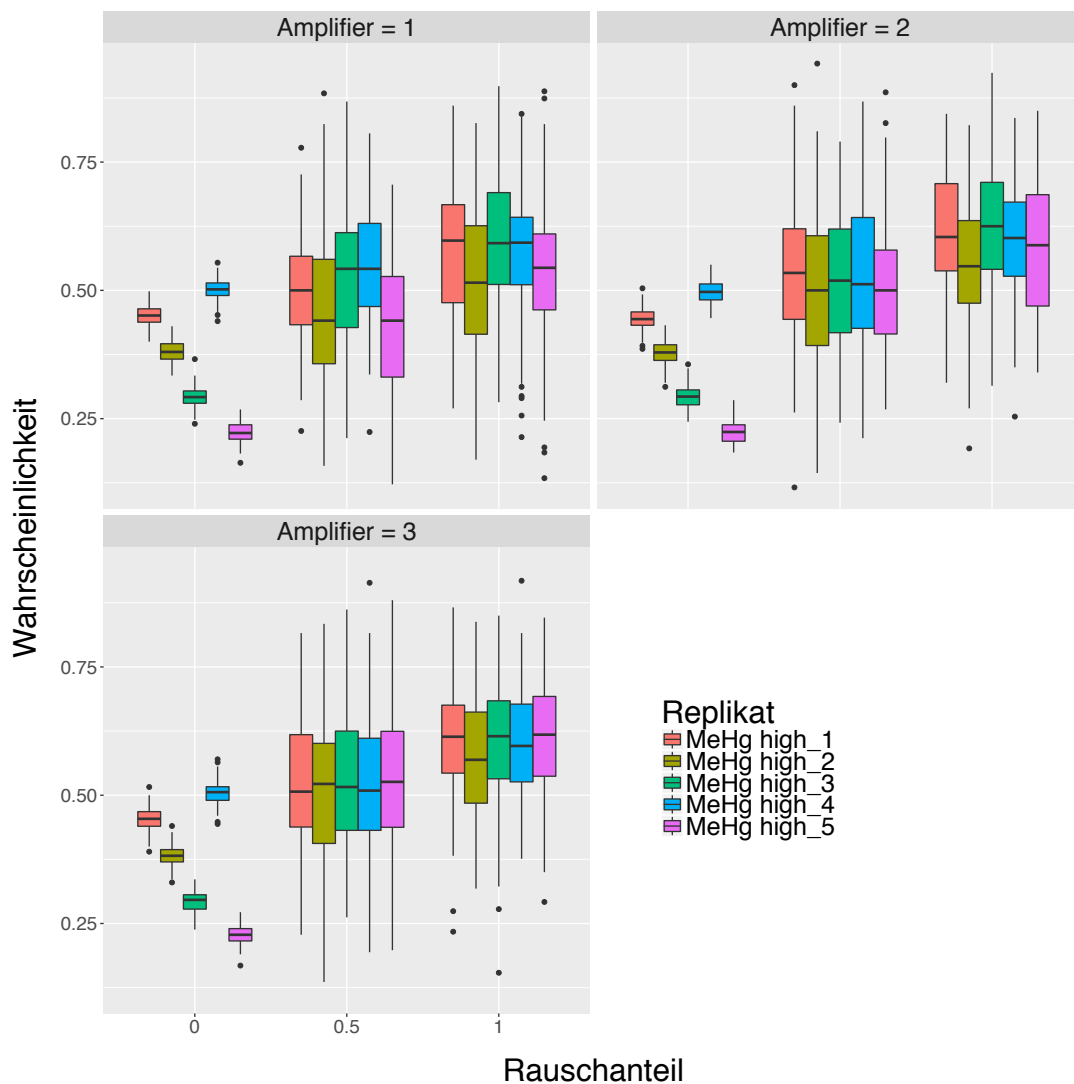 Amplifier = 1
Amplifier = 2
0.75
0.50
0.25
Amplifier = 3
0.75
0.50
0.25
0
0.5
1
Wahrscheinlichkeit
Rauschanteil
Replikat
MeHg high_1
MeHg high_2
MeHg high_3
MeHg high_4
MeHg high_5